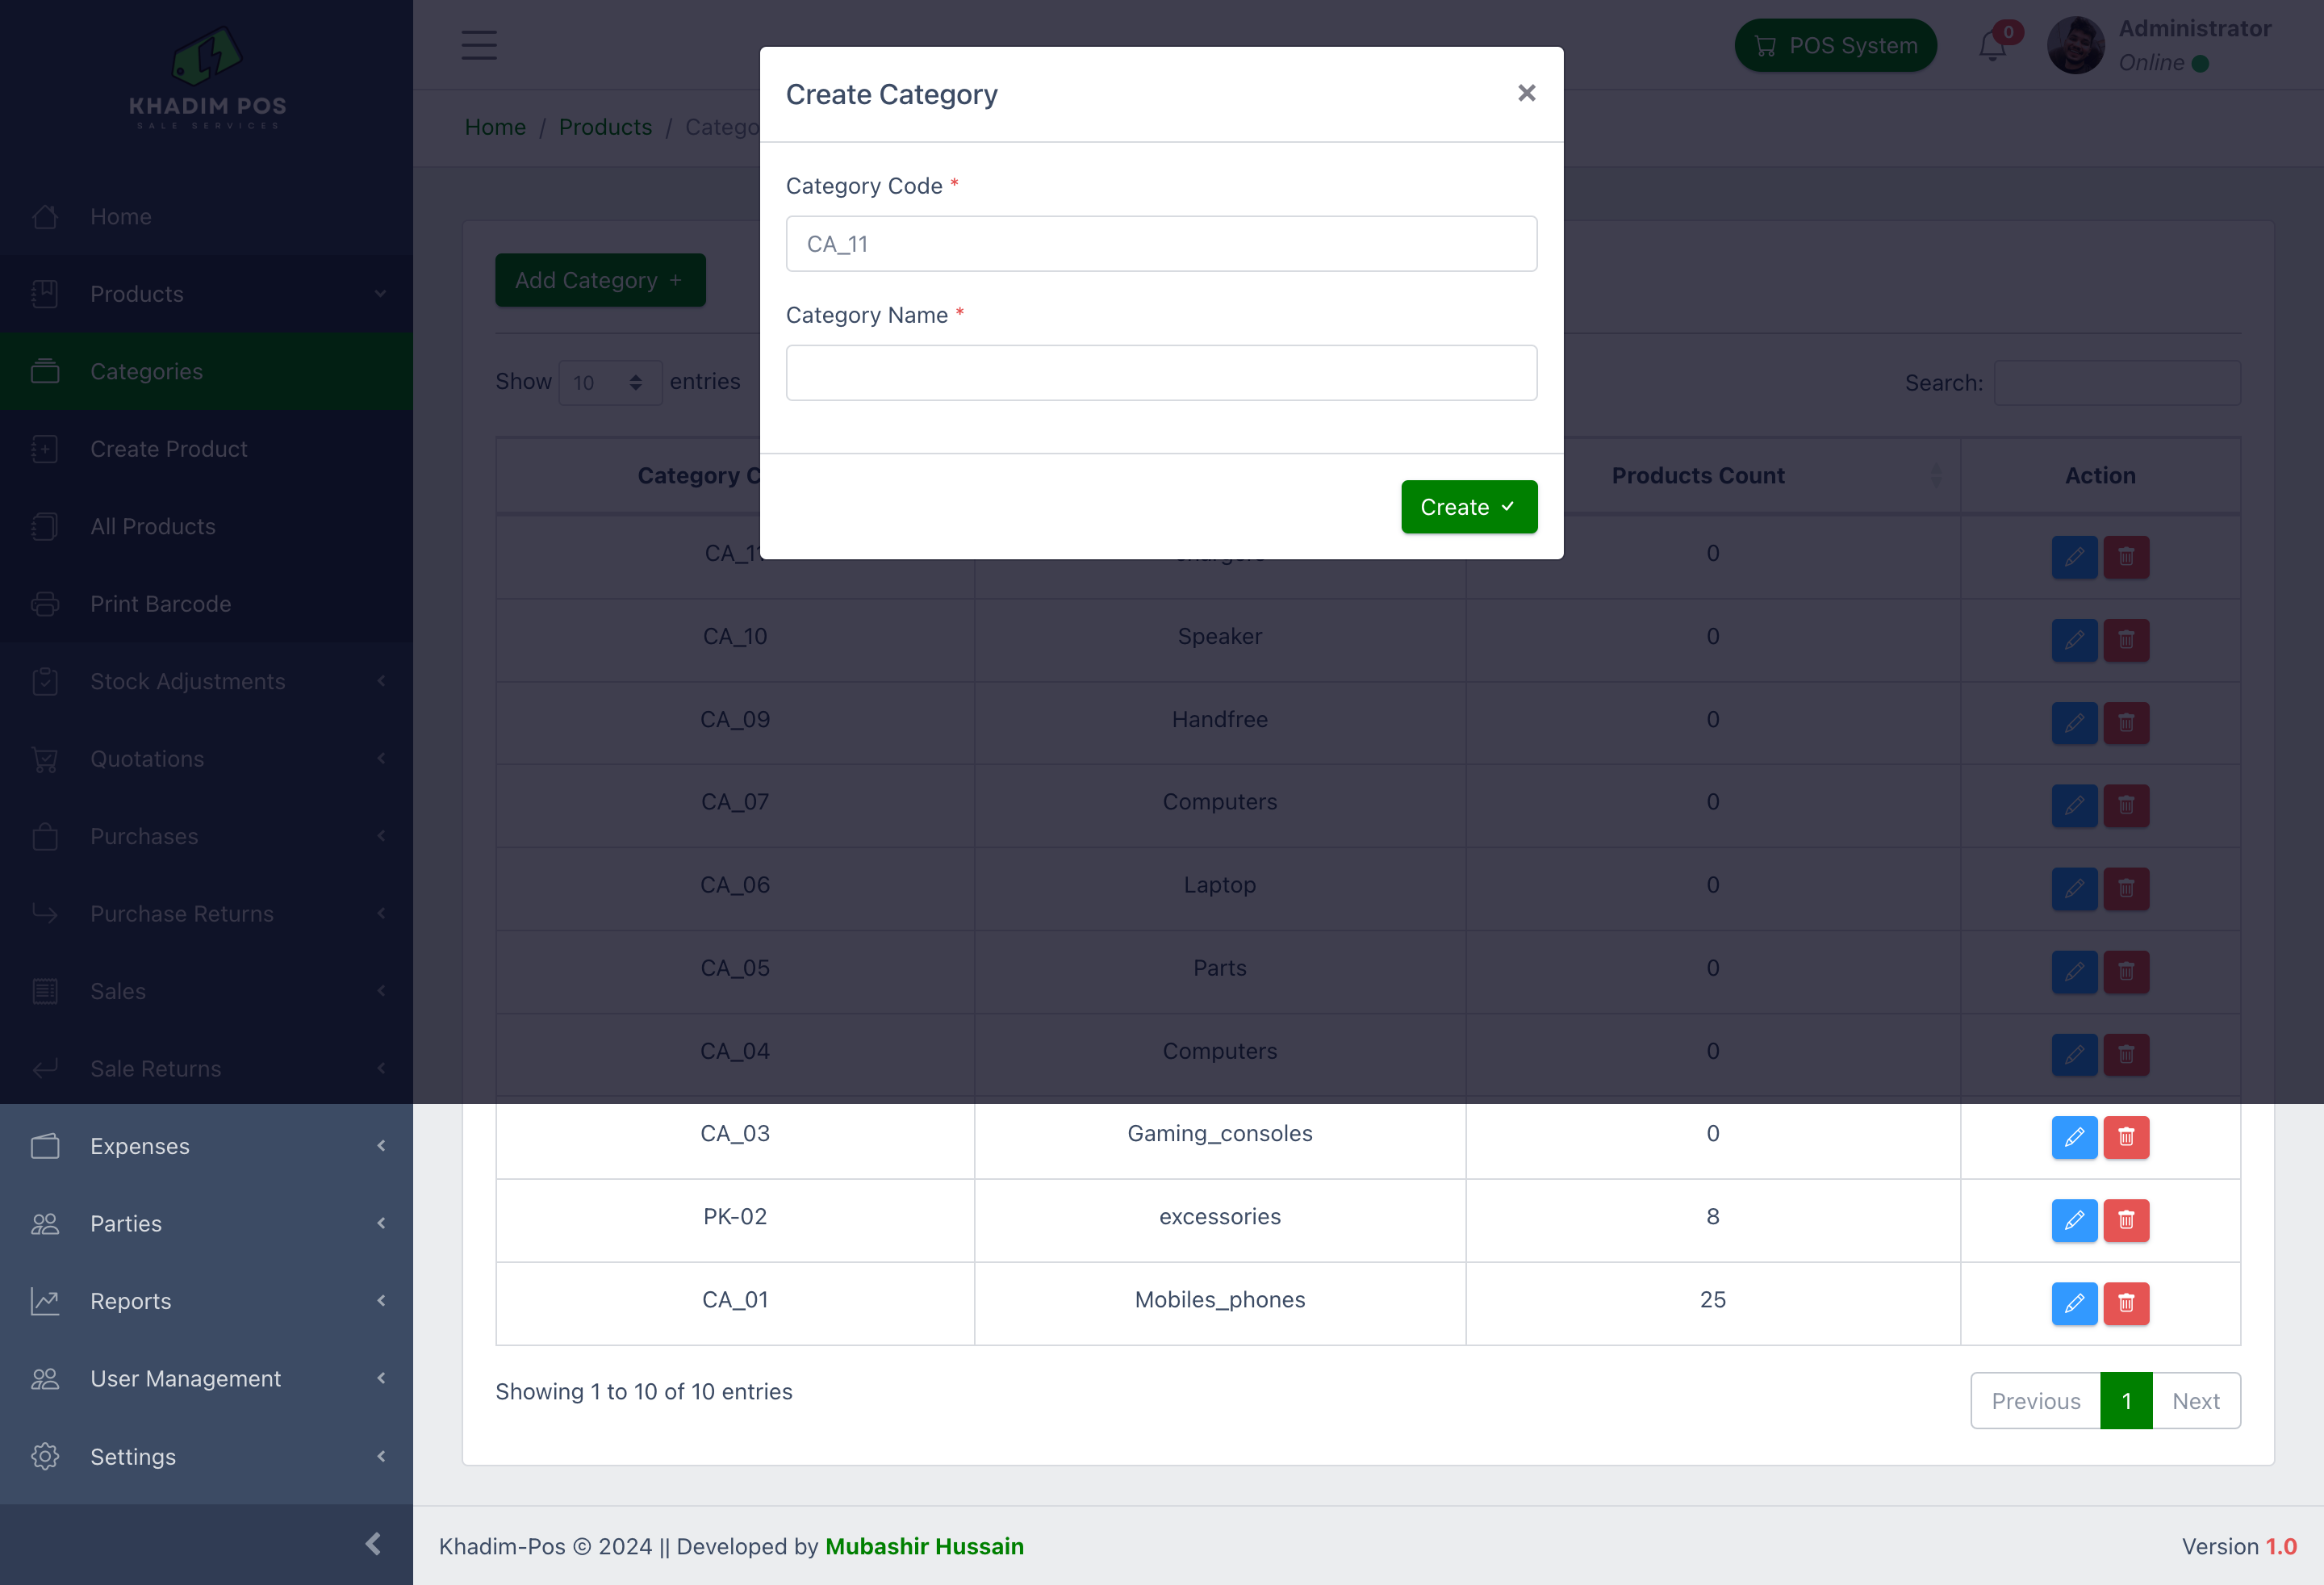 KHADIM POS
SALE SERVICES
Home
Products
Categories
Create Product
All Products
Print Barcode
Stock Adjustments
Quotations
Purchases
Purchase Returns
Sales
Sale Returns
Expenses
Parties
Reports
User Management
Settings
POS System
0
Administrator
Online
Home / Products / Catego
Create Category ×
Category Code *
CA_11
Category Name *
Create
Add Category +
Show 10 entries
Search:
Category C Products Count Action
0
CA_10 Speaker 0
CA_09 Handfree 0
CA_07 Computers 0
CA_06 Laptop 0
CA_05 Parts 0
CA_04 Computers 0
CA_03 Gaming_consoles 0
PK-02 excessories 8
CA_01 Mobiles_phones 25
Showing 1 to 10 of 10 entries
Previous 1 Next
Khadim-Pos © 2024 || Developed by Mubashir Hussain
Version 1.0